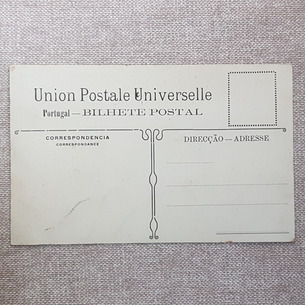 Union Postale Universelle
Portugal — BILHETE POSTAL
CORRESPONDENCIA
CORRESPONDANCE
DIRECÇÃO — ADRESSE